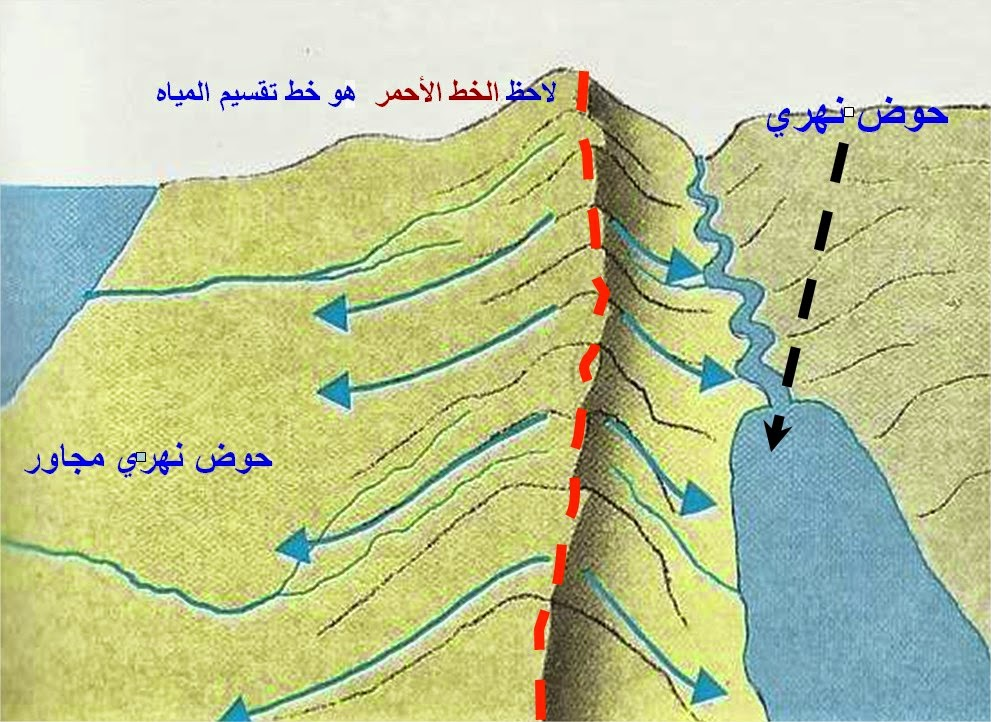 لاحظ الخط الأحمر هو خط تقسيم المياه
حوض نهري
حوض نهري مجاور